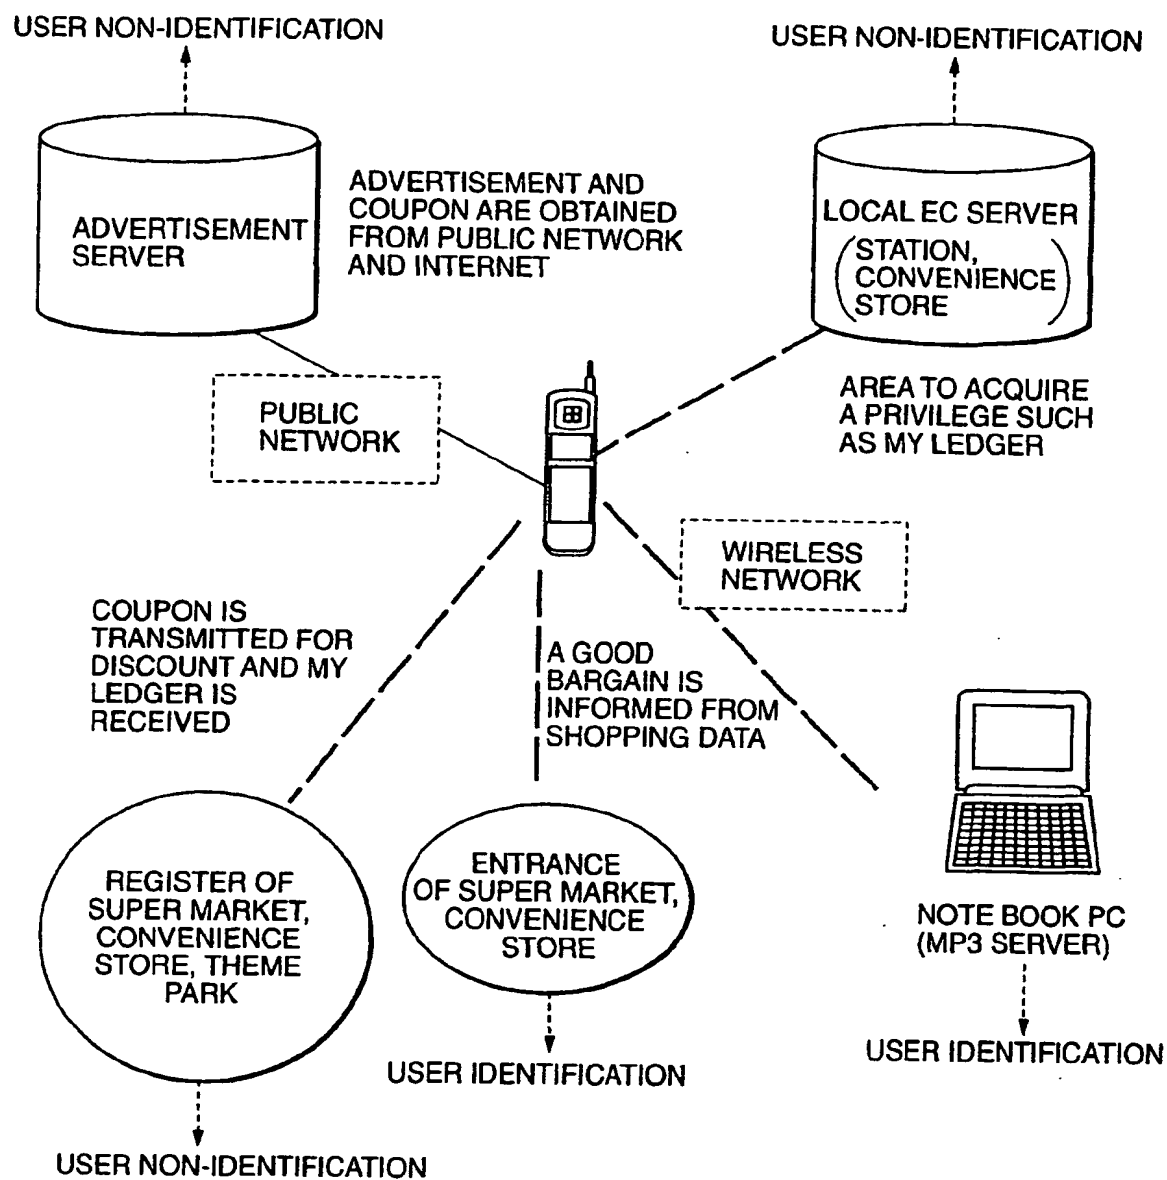 USER NON-IDENTIFICATION
USER NON-IDENTIFICATION
ADVERTISEMENT
SERVER
ADVERTISEMENT AND
COUPON ARE OBTAINED
FROM PUBLIC NETWORK
AND INTERNET
LOCAL EC SERVER
(STATION,
CONVENIENCE
STORE)
PUBLIC
NETWORK
AREA TO ACQUIRE
A PRIVILEGE SUCH
AS MY LEDGER
WIRELESS
NETWORK
COUPON IS
TRANSMITTED FOR
DISCOUNT AND MY
LEDGER IS
RECEIVED
A GOOD
BARGAIN IS
INFORMED FROM
SHOPPING DATA
REGISTER OF
SUPER MARKET,
CONVENIENCE
STORE, THEME
PARK
ENTRANCE
OF SUPER MARKET,
CONVENIENCE
STORE
NOTE BOOK PC
(MP3 SERVER)
USER IDENTIFICATION
USER IDENTIFICATION
USER NON-IDENTIFICATION